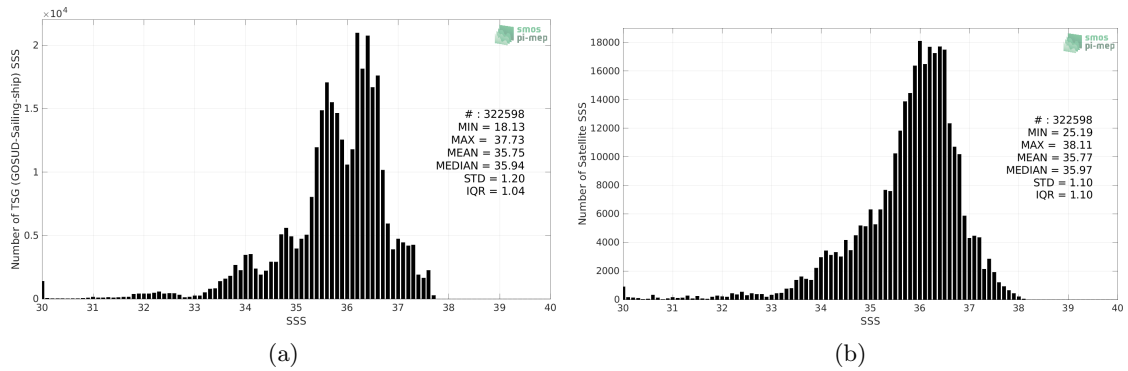 ×10⁴
smos
pi-mep
Number of TSG (GOSUD-Sailing-ship) SSS
2
1.5
1
0.5
0
# : 322598
MIN = 18.13
MAX = 37.73
MEAN = 35.75
MEDIAN = 35.94
STD = 1.20
IQR = 1.04
30 31 32 33 34 35 36 37 38 39 40
SSS
(a)
smos
pi-mep
Number of Satellite SSS
18000
16000
14000
12000
10000
8000
6000
4000
2000
0
# : 322598
MIN = 25.19
MAX = 38.11
MEAN = 35.77
MEDIAN = 35.97
STD = 1.10
IQR = 1.10
30 31 32 33 34 35 36 37 38 39 40
SSS
(b)